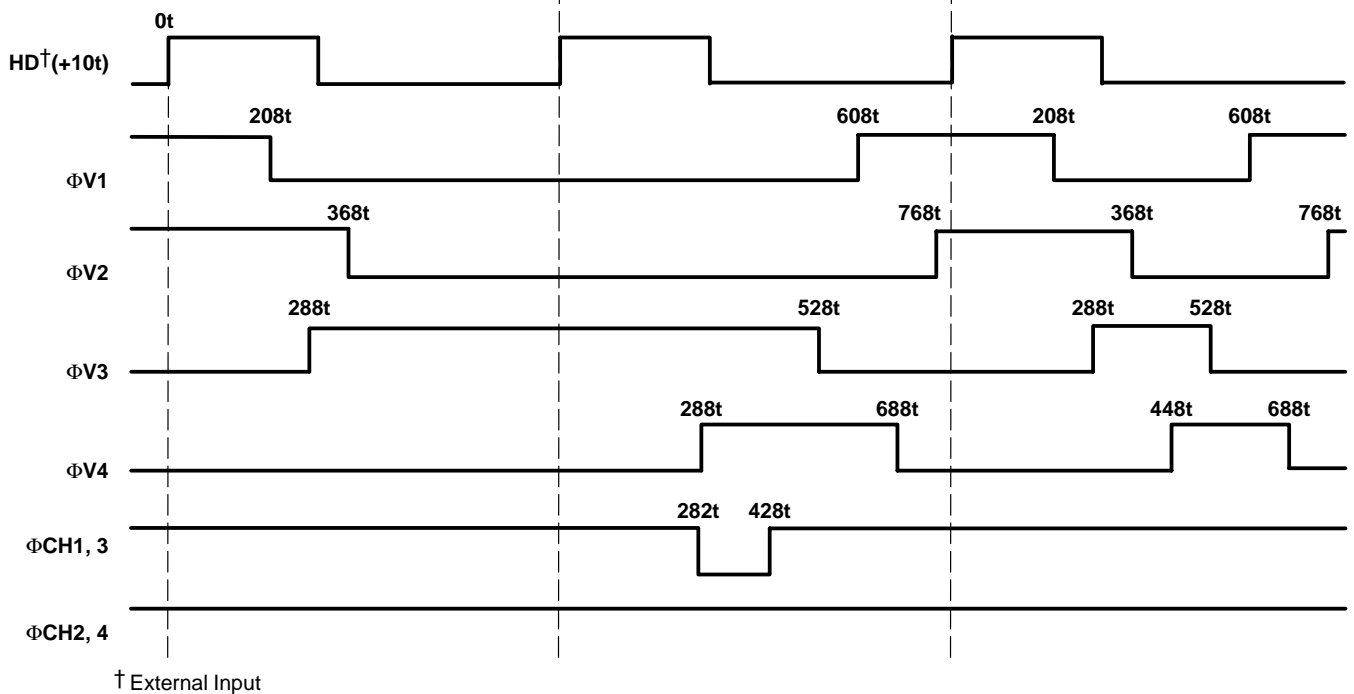 0t
HD†(+10t)
208t 608t 208t 608t
ΦV1
368t 768t 368t 768t
ΦV2
288t 528t 288t 528t
ΦV3
288t 688t 448t 688t
ΦV4
282t 428t
ΦCH1, 3
ΦCH2, 4
† External Input